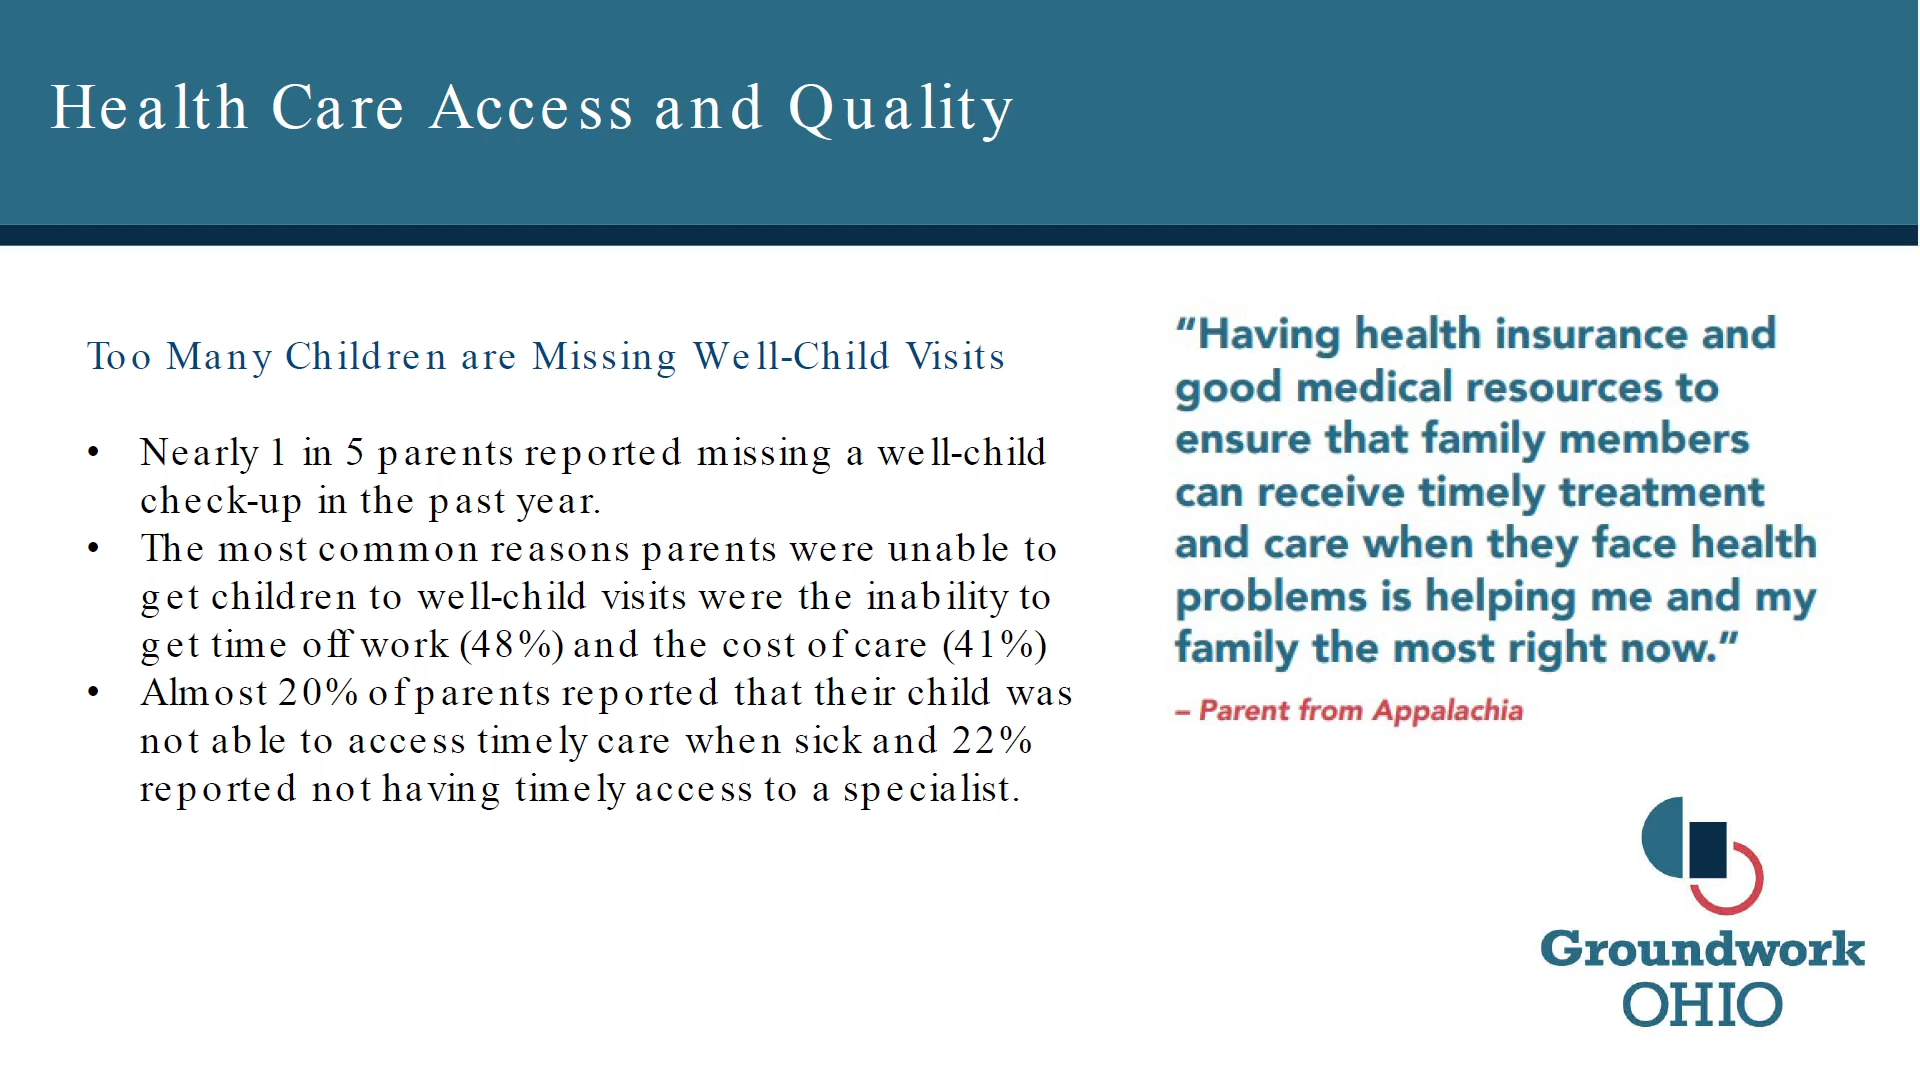 Health Care Access and Quality
Too Many Children are Missing Well-Child Visits
• Nearly 1 in 5 parents reported missing a well-child
check-up in the past year.
• The most common reasons parents were unable to
get children to well-child visits were the inability to
get time off work (48%) and the cost of care (41%)
• Almost 20% of parents reported that their child was
not able to access timely care when sick and 22%
reported not having timely access to a specialist.
“Having health insurance and
good medical resources to
ensure that family members
can receive timely treatment
and care when they face health
problems is helping me and my
family the most right now.”
– Parent from Appalachia
Groundwork
OHIO